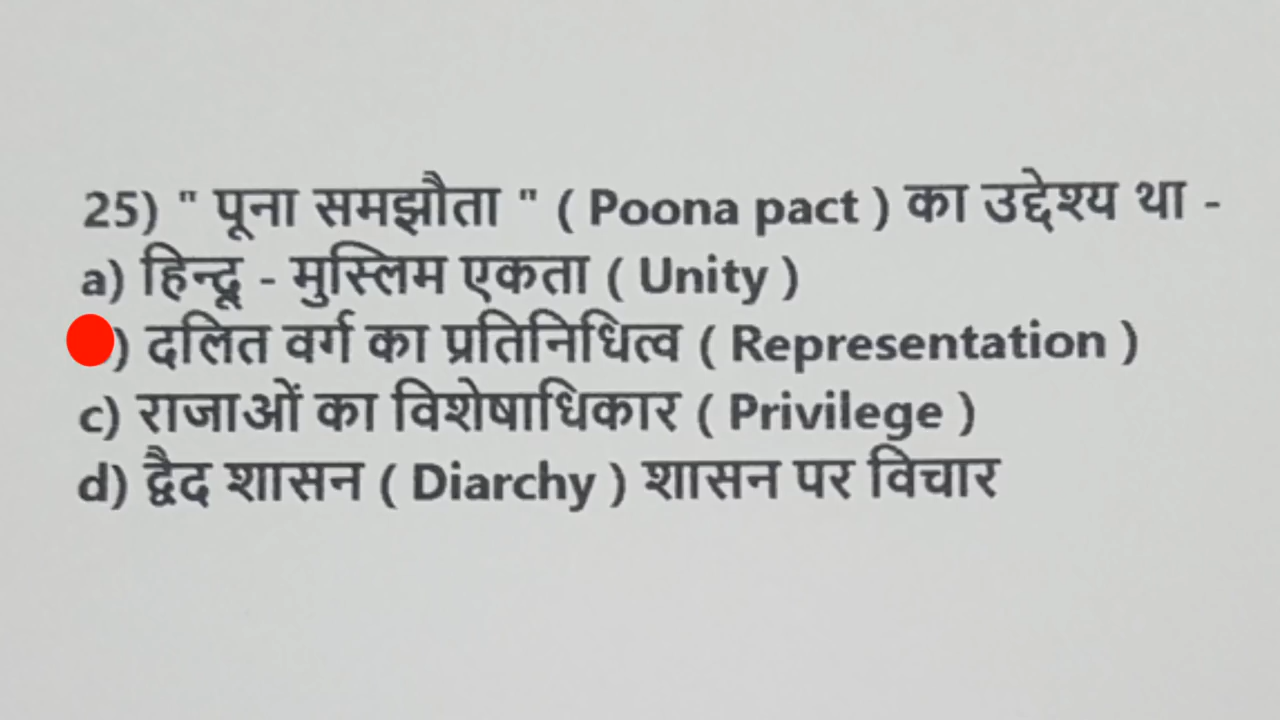 25) " पूना समझौता " ( Poona pact ) का उद्देश्य था -
a) हिन्दू - मुस्लिम एकता ( Unity )
) दलित वर्ग का प्रतिनिधित्व ( Representation )
c) राजाओं का विशेषाधिकार ( Privilege )
d) द्वैद शासन ( Diarchy ) शासन पर विचार